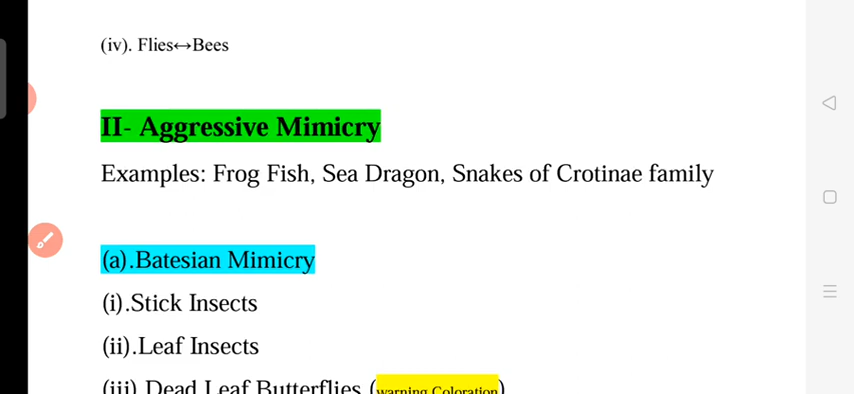 (iv). Flies↔Bees
II- Aggressive Mimicry
Examples: Frog Fish, Sea Dragon, Snakes of Crotinae family
(a).Batesian Mimicry
(i).Stick Insects
(ii).Leaf Insects
(iii).Dead Leaf Butterflies (warning Coloration)